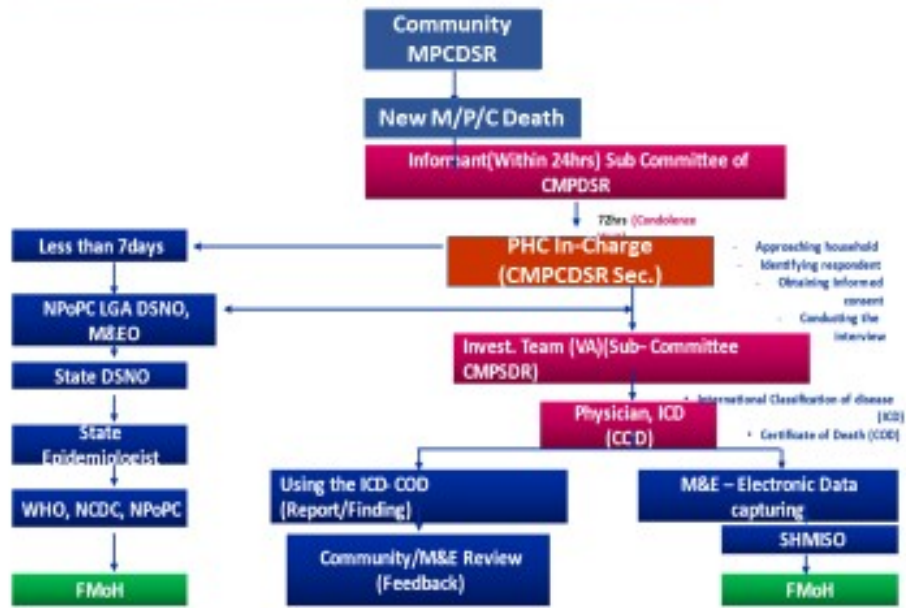 Community
MPCDSR
New M/P/C Death
Informant(Within 24hrs) Sub Committee of
CMPDSR
72hrs (Condolence
Less than 7days
PHC In-Charge
(CMPCDSR Sec.)
- Approaching household
- Identifying respondent
- Obtaining Informed
consent
- Conducting the
interview
NPoPC LGA DSNO,
M&EO
Invest. Team (VA)(Sub- Committee
CMPSDR)
State DSNO
Physician, ICD
• International Classification of disease
(ICD)
• Certificate of Death (COD)
State
Epidemiologist
Using the ICD COD
(Report/Finding)
M&E – Electronic Data
capturing
WHO, NCDC, NPoPC
SHMISO
Community/M&E Review
(Feedback)
FMoH
FMoH